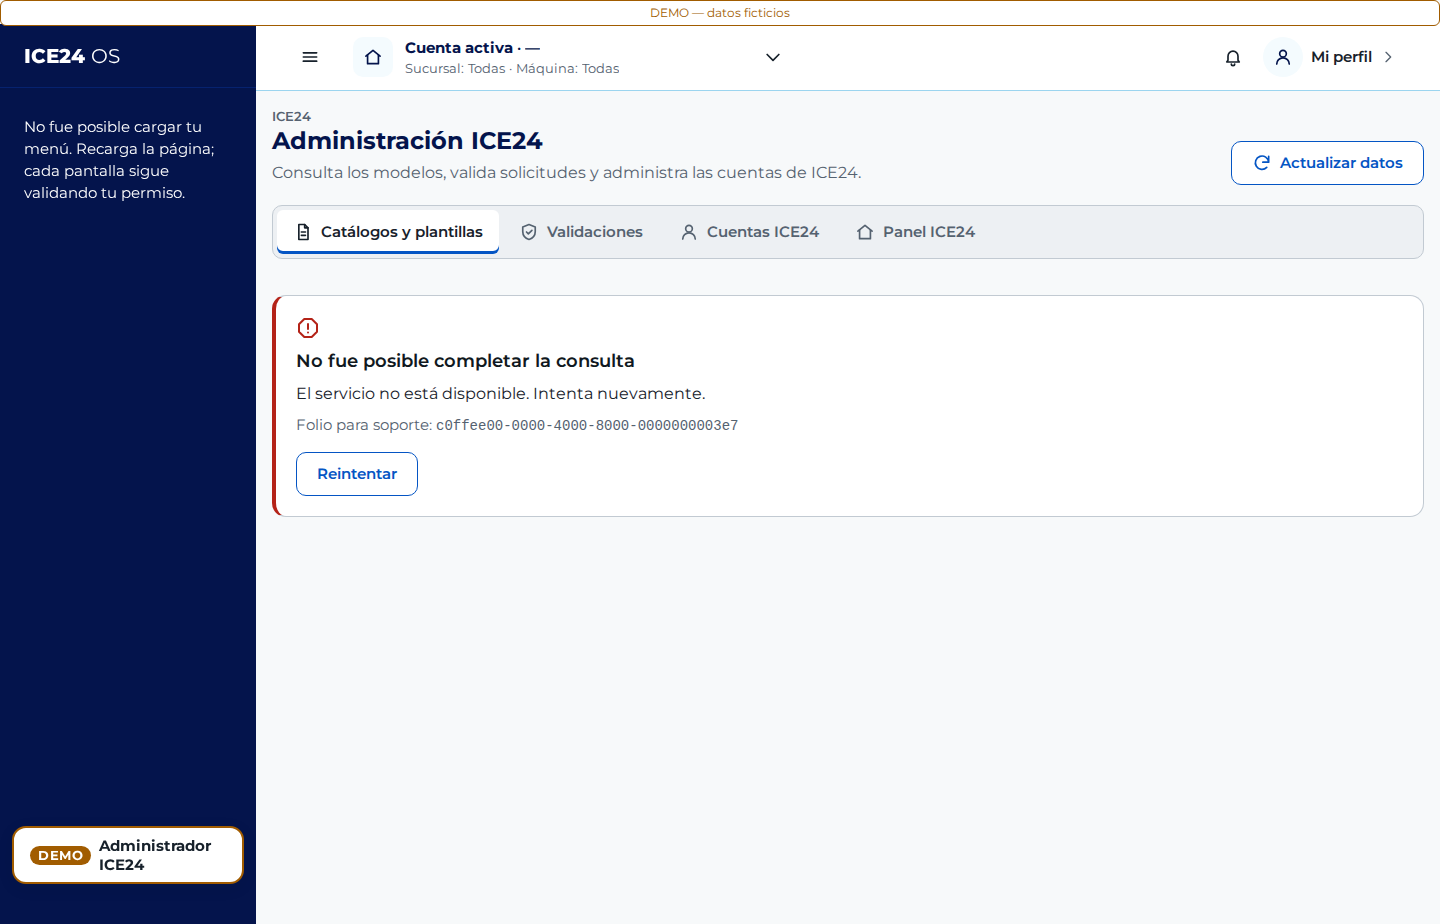 DEMO — datos ficticios
ICE24 OS
No fue posible cargar tu
menú. Recarga la página;
cada pantalla sigue
validando tu permiso.
DEMO
Administrador
ICE24
Cuenta activa · —
Sucursal: Todas · Máquina: Todas
Mi perfil
ICE24
Administración ICE24
Consulta los modelos, valida solicitudes y administra las cuentas de ICE24.
Actualizar datos
Catálogos y plantillas
Validaciones
Cuentas ICE24
Panel ICE24
No fue posible completar la consulta
El servicio no está disponible. Intenta nuevamente.
Folio para soporte: c0ffee00-0000-4000-8000-0000000003e7
Reintentar